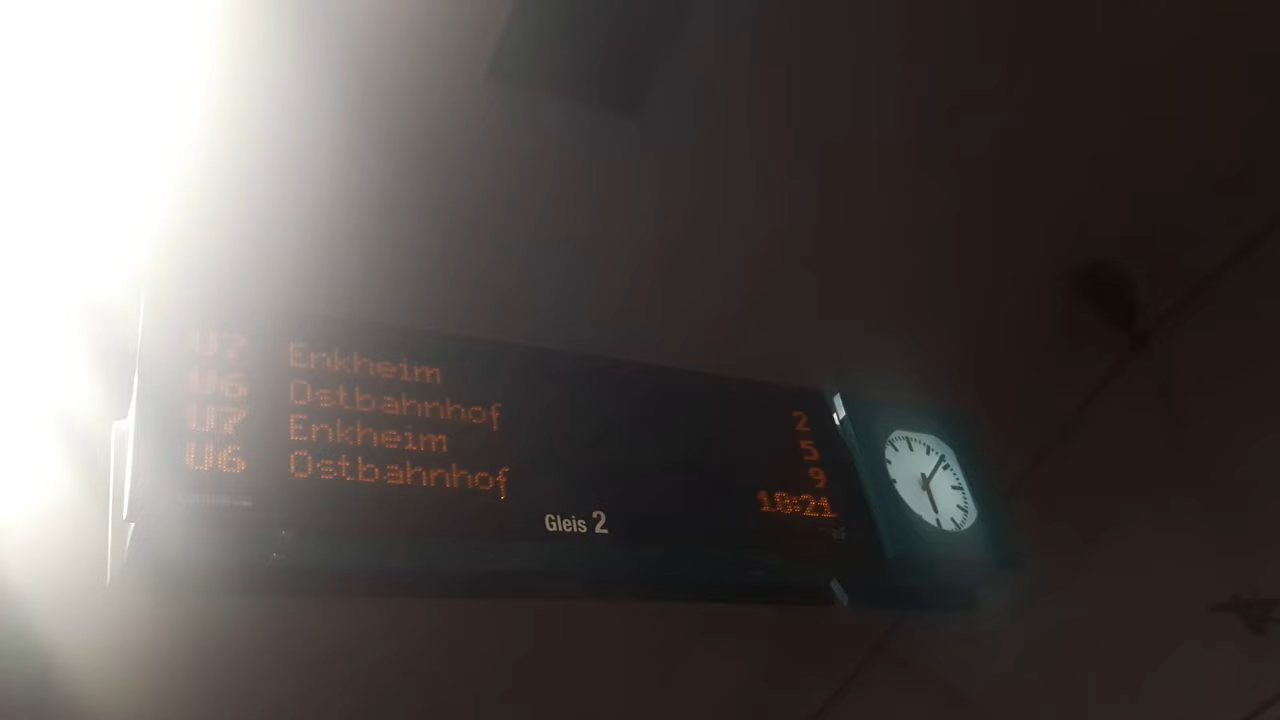 U7 Enkheim 2
U6 Ostbahnhof 5
U7 Enkheim 9
U6 Ostbahnhof 18:21
Gleis 2